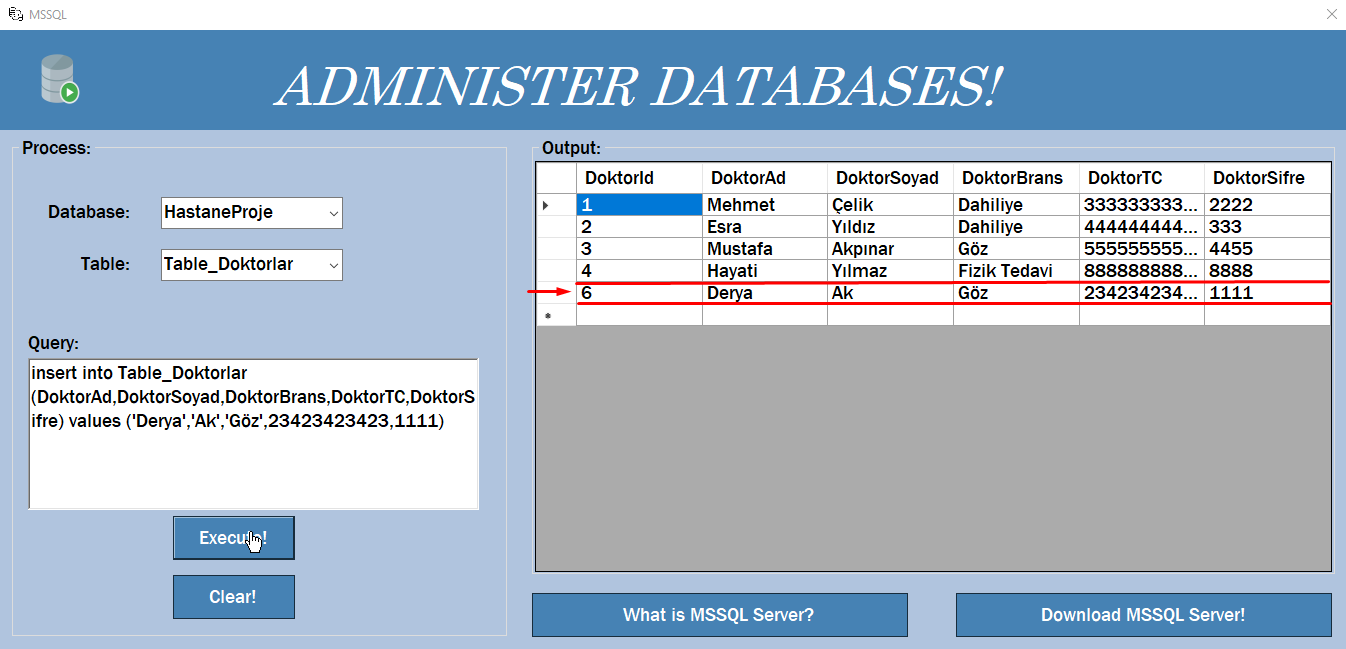 MSSQL
ADMINISTER DATABASES!
Process:
Database:
HastaneProje
Table:
Table_Doktorlar
Query:
insert into Table_Doktorlar
(DoktorAd,DoktorSoyad,DoktorBrans,DoktorTC,DoktorS
ifre) values ('Derya','Ak','Göz',23423423423,1111)
Execute!
Clear!
Output:
DoktorId DoktorAd DoktorSoyad DoktorBrans DoktorTC DoktorSifre
1 Mehmet Çelik Dahiliye 333333333... 2222
2 Esra Yıldız Dahiliye 444444444... 333
3 Mustafa Akpınar Göz 555555555... 4455
4 Hayati Yılmaz Fizik Tedavi 888888888... 8888
6 Derya Ak Göz 234234234... 1111
What is MSSQL Server?
Download MSSQL Server!